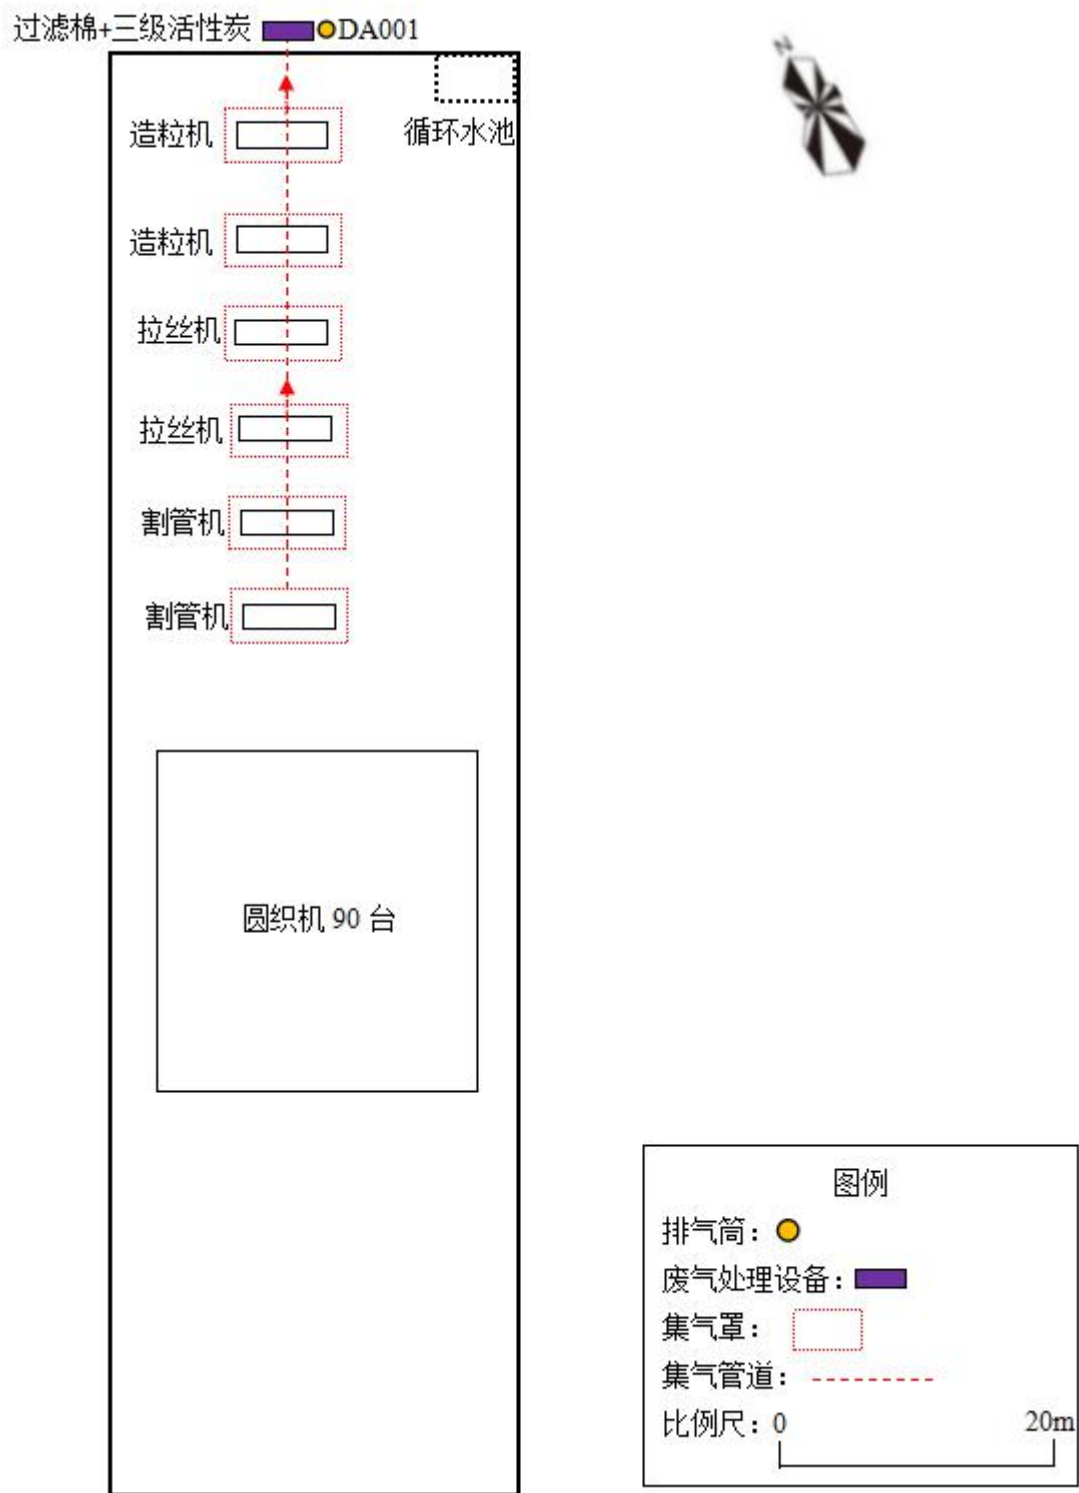 过滤棉+三级活性炭 DA001
N
造粒机
循环水池
造粒机
拉丝机
拉丝机
割管机
割管机
圆织机 90 台
图例
排气筒：
废气处理设备：
集气罩：
集气管道：
比例尺：0 20m